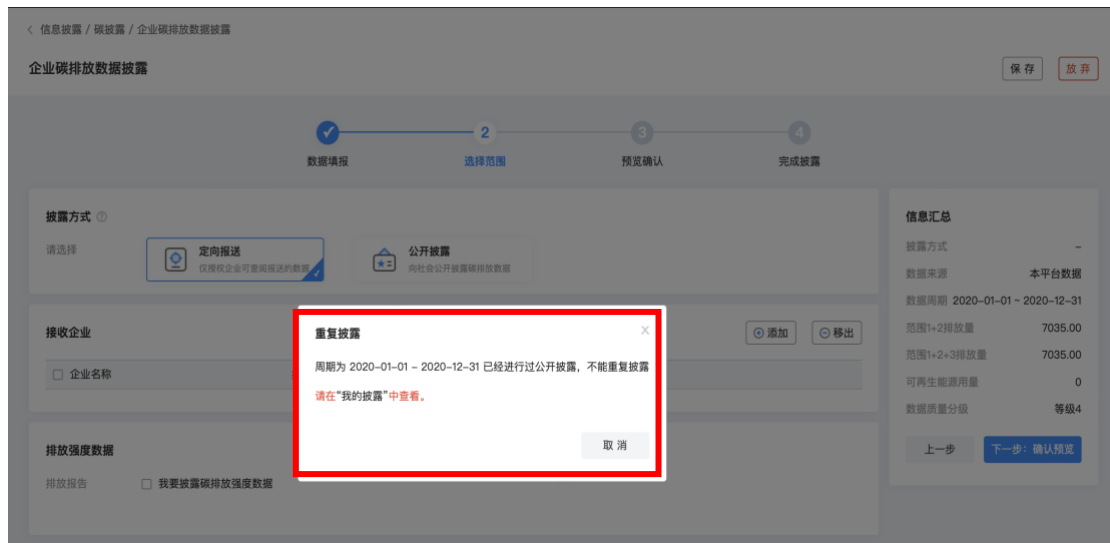 < 信息披露 / 碳披露 / 企业碳排放数据披露
企业碳排放数据披露
保存 放弃
2 3 4
数据填报 选择范围 预览确认 完成披露
披露方式
请选择
定向报送
仅授权企业可查阅报送的数据
公开披露
向社会公开披露碳排放数据
接收企业
添加 移出
企业名称
排放强度数据
排放报告 我要披露碳排放强度数据
重复披露
周期为 2020-01-01 - 2020-12-31 已经进行过公开披露，不能重复披露
请在“我的披露”中查看。
取消
信息汇总
披露方式 -
数据来源 本平台数据
数据周期 2020-01-01 ~ 2020-12-31
范围1+2排放量 7035.00
范围1+2+3排放量 7035.00
可再生能源用量 0
数据质量分级 等级4
上一步 下一步：确认预览